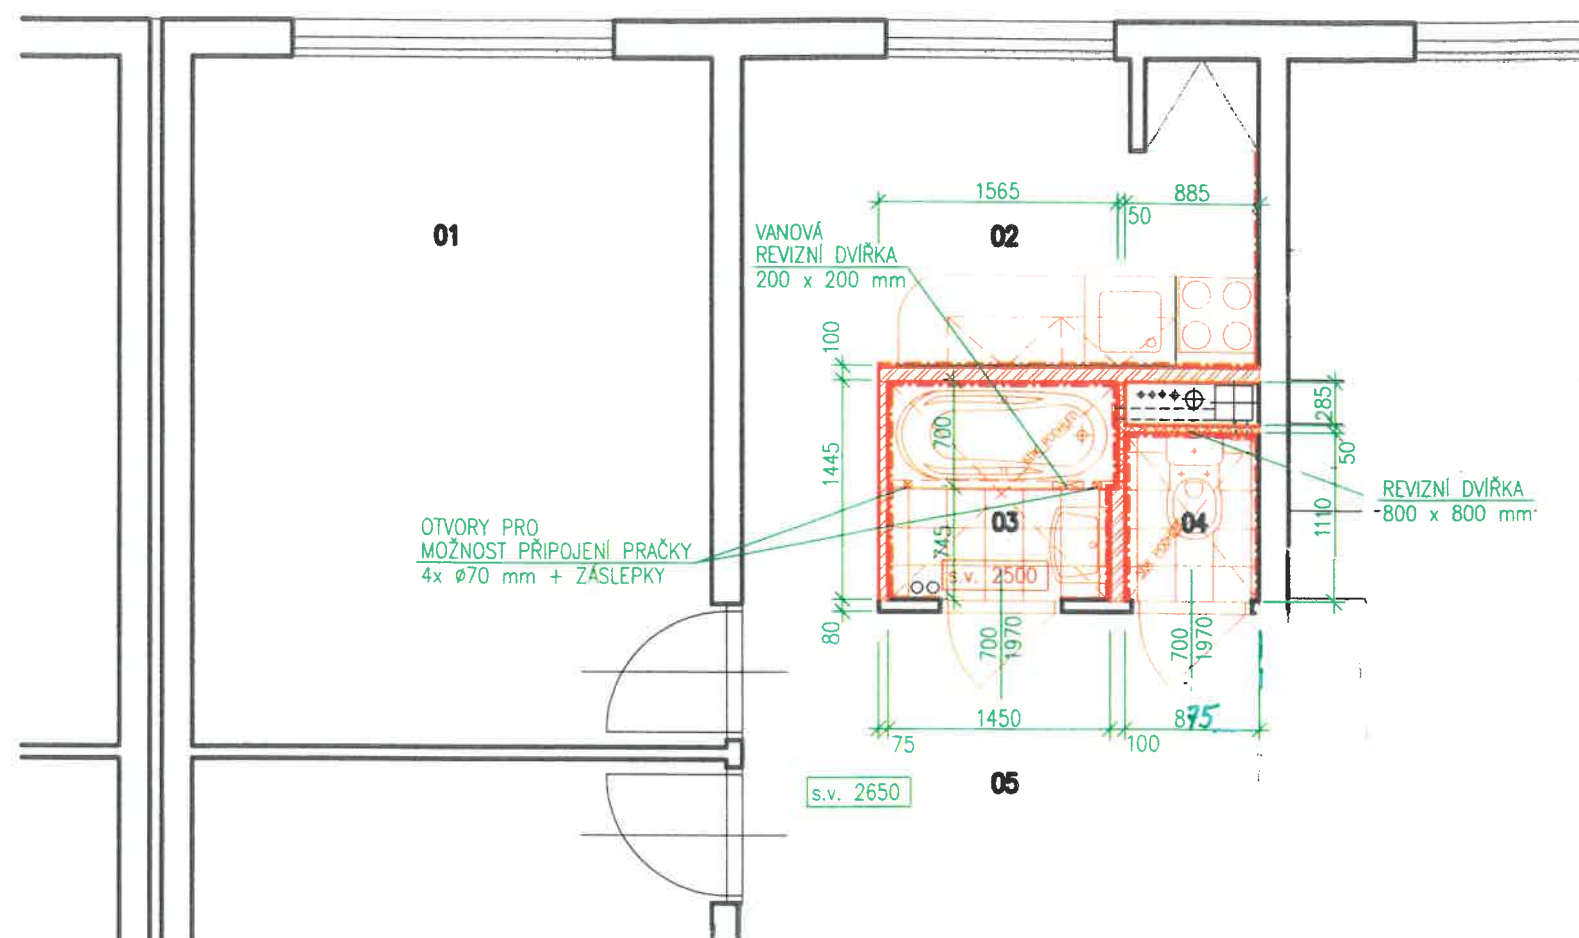 1565
885
50
01
02
VANOVÁ
REVIZNÍ DVÍŘKA
200 x 200 mm
100
1445
700
SDK PODHLED
285
50
1110
REVIZNÍ DVÍŘKA
800 x 800 mm
OTVORY PRO
MOŽNOST PŘIPOJENÍ PRAČKY
4x ø70 mm + ZÁSLEPKY
03
04
745
s.v. 2500
80
700
1970
700
1970
1450
875
75
100
05
s.v. 2650